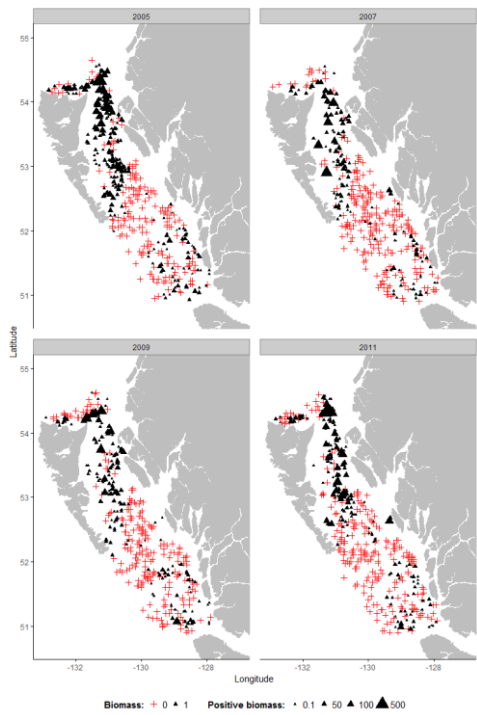 2005 2007
55 54 53 52 51
Latitude
2009 2011
55 54 53 52 51
-132 -130 -128 -132 -130 -128
Longitude
Biomass: 0 1 Positive biomass: 0.1 50 100 500